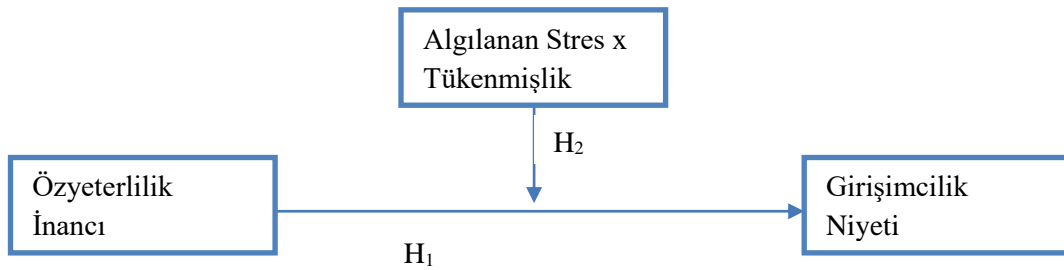 Algılanan Stres x
Tükenmişlik
H₂
Özyeterlilik
İnancı
Girişimcilik
Niyeti
H₁